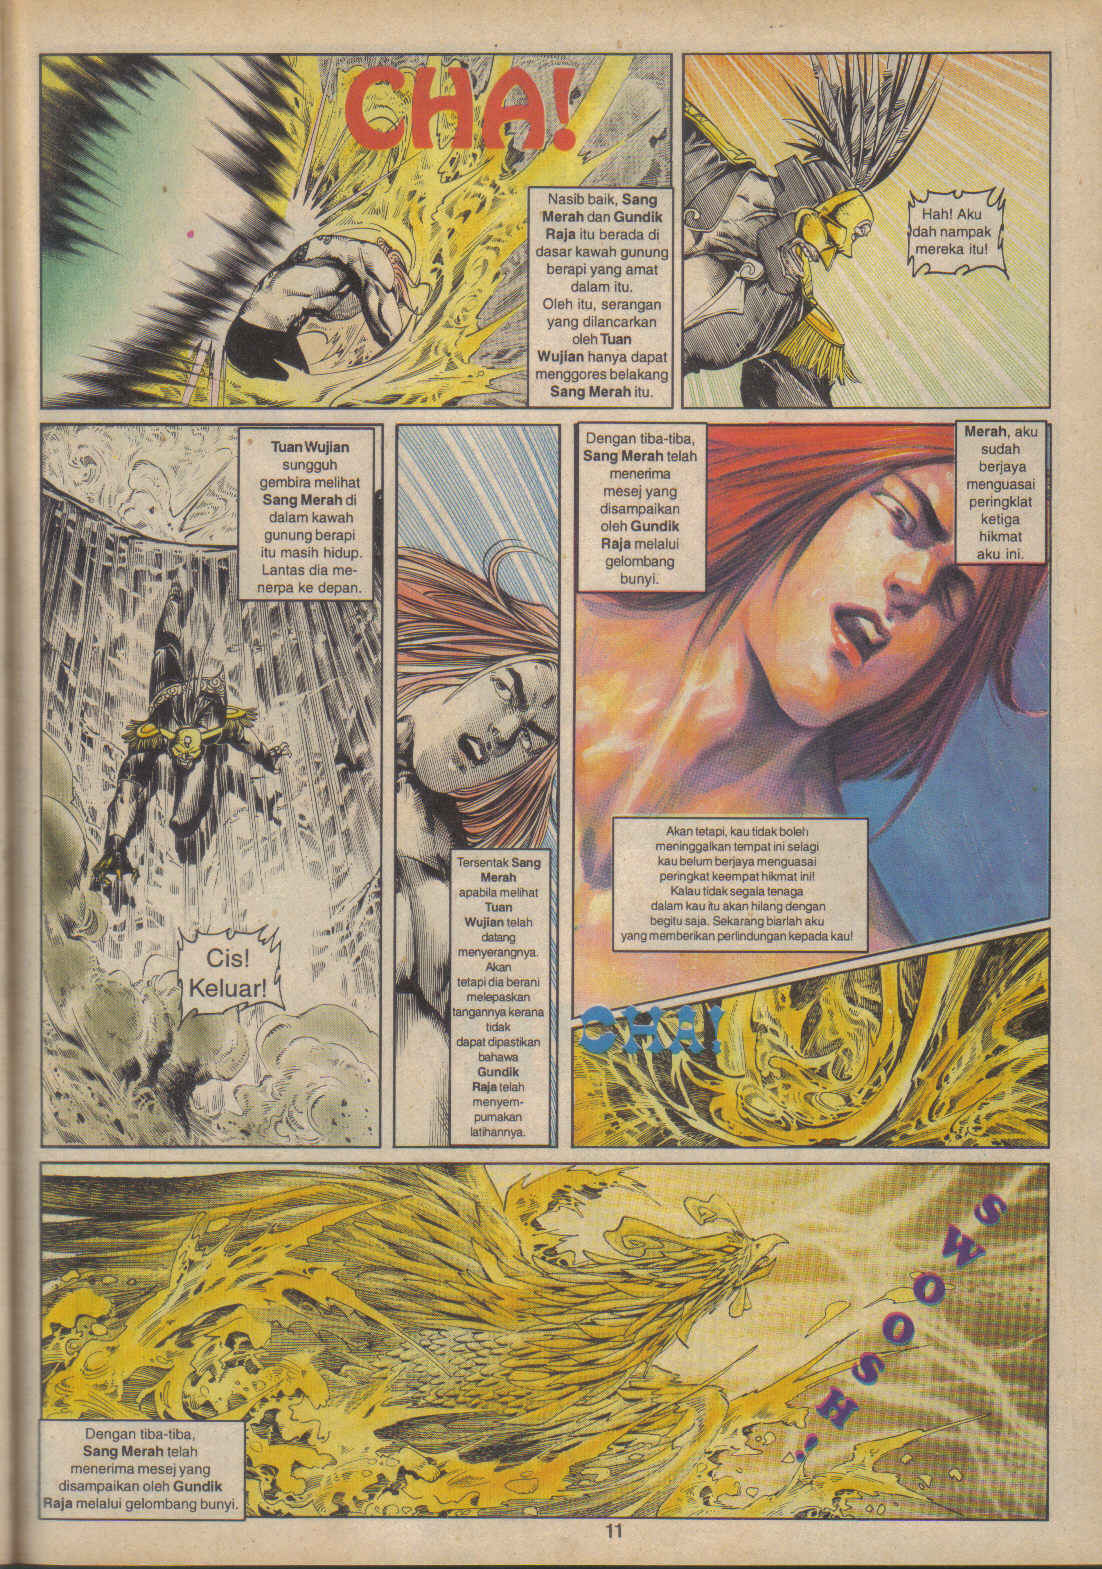 CHA!
Nasib baik, Sang
Merah dan Gundik
Raja itu berada di
dasar kawah gunung
berapi yang amat
dalam itu.
Oleh itu, serangan
yang dilancarkan
oleh Tuan
Wujian hanya dapat
menggores belakang
Sang Merah itu.
Hah! Aku
dah nampak
mereka itu!
Tuan Wujian
sungguh
gembira melihat
Sang Merah di
dalam kawah
gunung berapi
itu masih hidup.
Lantas dia me-
nerpa ke depan.
Cis!
Keluar!
Tersentak Sang
Merah
apabila melihat
Tuan
Wujian telah
datang
menyerangnya.
Akan
tetapi dia berani
melepaskan
tangannya kerana
tidak
dapat dipastikan
bahawa
Gundik
Raja telah
menyem-
pumakan
latihannya.
Dengan tiba-tiba,
Sang Merah telah
menerima
mesej yang
disampaikan
oleh Gundik
Raja melalui
gelombang
bunyi.
Merah, aku
sudah
berjaya
menguasai
peringklat
ketiga
hikmat
aku ini.
Akan tetapi, kau tidak boleh
meninggalkan tempat ini selagi
kau belum berjaya menguasai
peringkat keempat hikmat ini!
Kalau tidak segala tenaga
dalam kau itu akan hilang dengan
begitu saja. Sekarang biarlah aku
yang memberikan perlindungan kepada kau!
CHA!
SWOOSH!
Dengan tiba-tiba,
Sang Merah telah
menerima mesej yang
disampaikan oleh Gundik
Raja melalui gelombang bunyi.
11